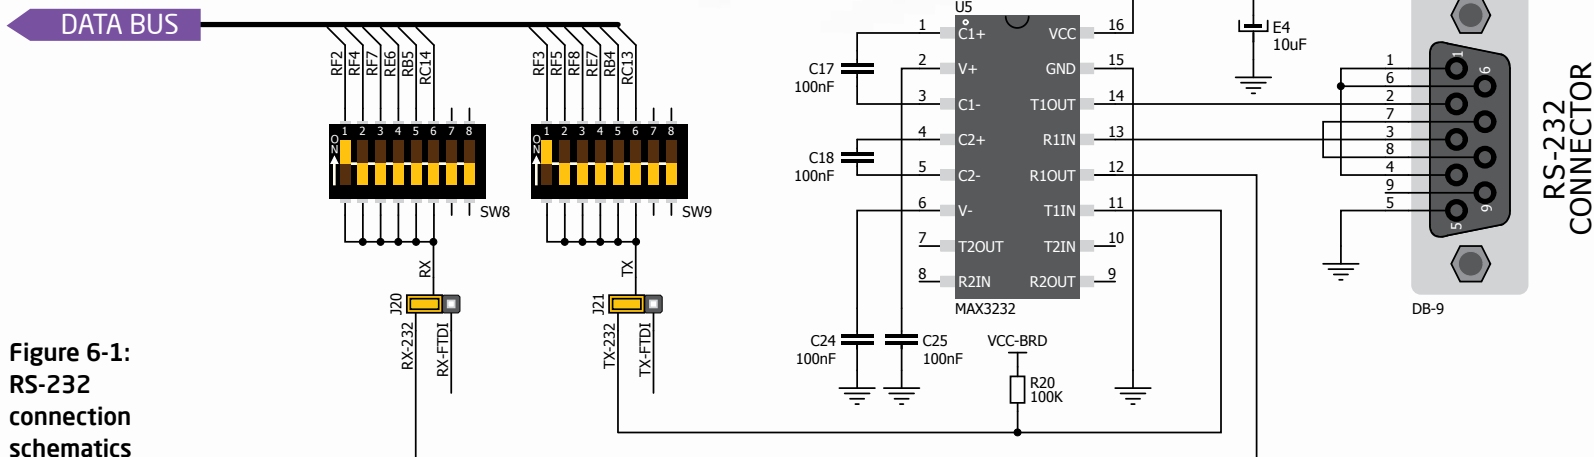 DATA BUS
RF2
RF4
RF7
RE6
RB5
RC14
RF3
RF5
RF8
RE7
RB4
RC13
1 2 3 4 5 6 7 8
ON
SW8
1 2 3 4 5 6 7 8
ON
SW9
RX
J20
RX-232
RX-FTDI
TX
J21
TX-232
TX-FTDI
U5
1 C1+ VCC 16
2 V+ GND 15
3 C1- T1OUT 14
4 C2+ R1IN 13
5 C2- R1OUT 12
6 V- T1IN 11
7 T2OUT T2IN 10
8 R2IN R2OUT 9
MAX3232
C17
100nF
C18
100nF
C24
100nF
C25
100nF
VCC-BRD
R20
100K
E4
10uF
1
6
2
7
3
8
4
9
5
1
6
5
9
DB-9
RS-232
CONNECTOR
Figure 6-1:
RS-232
connection
schematics